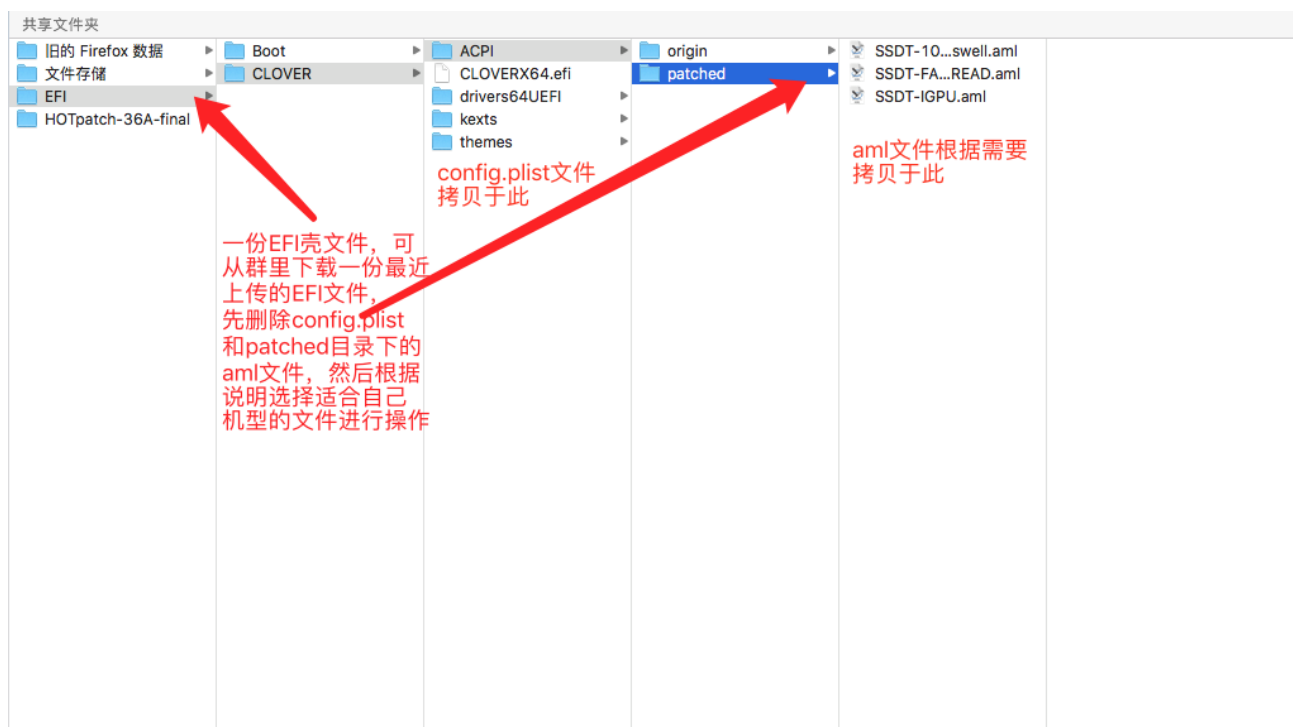 共享文件夹
旧的 Firefox 数据
文件存储
EFI
HOTpatch-36A-final
Boot
CLOVER
ACPI
CLOVERX64.efi
drivers64UEFI
kexts
themes
origin
patched
SSDT-10...swell.aml
SSDT-FA...READ.aml
SSDT-IGPU.aml
config.plist文件
拷贝于此
aml文件根据需要
拷贝于此
一份EFI壳文件，可
从群里下载一份最近
上传的EFI文件，
先删除config.plist
和patched目录下的
aml文件，然后根据
说明选择适合自己
机型的文件进行操作